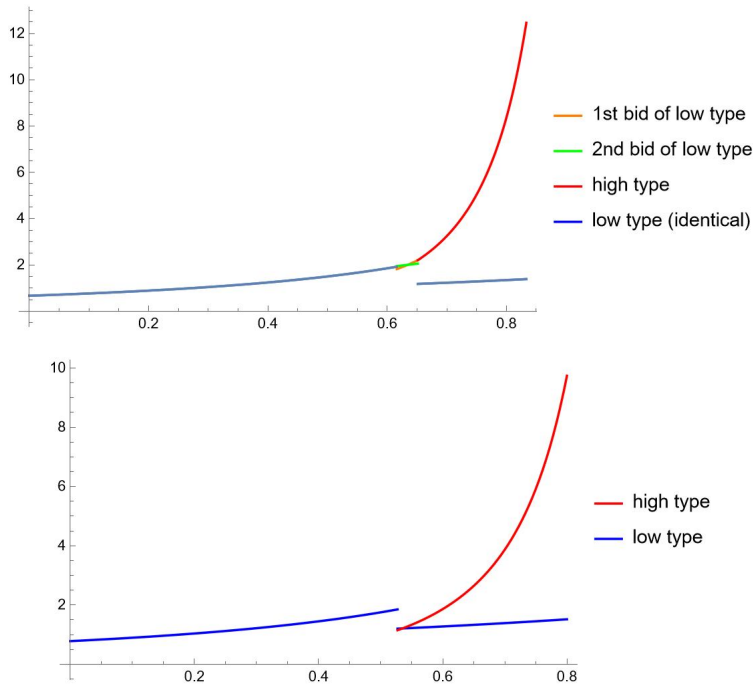 12
10
8
6
4
2
0.2 0.4 0.6 0.8
1st bid of low type
2nd bid of low type
high type
low type (identical)
10
8
6
4
2
0.2 0.4 0.6 0.8
high type
low type